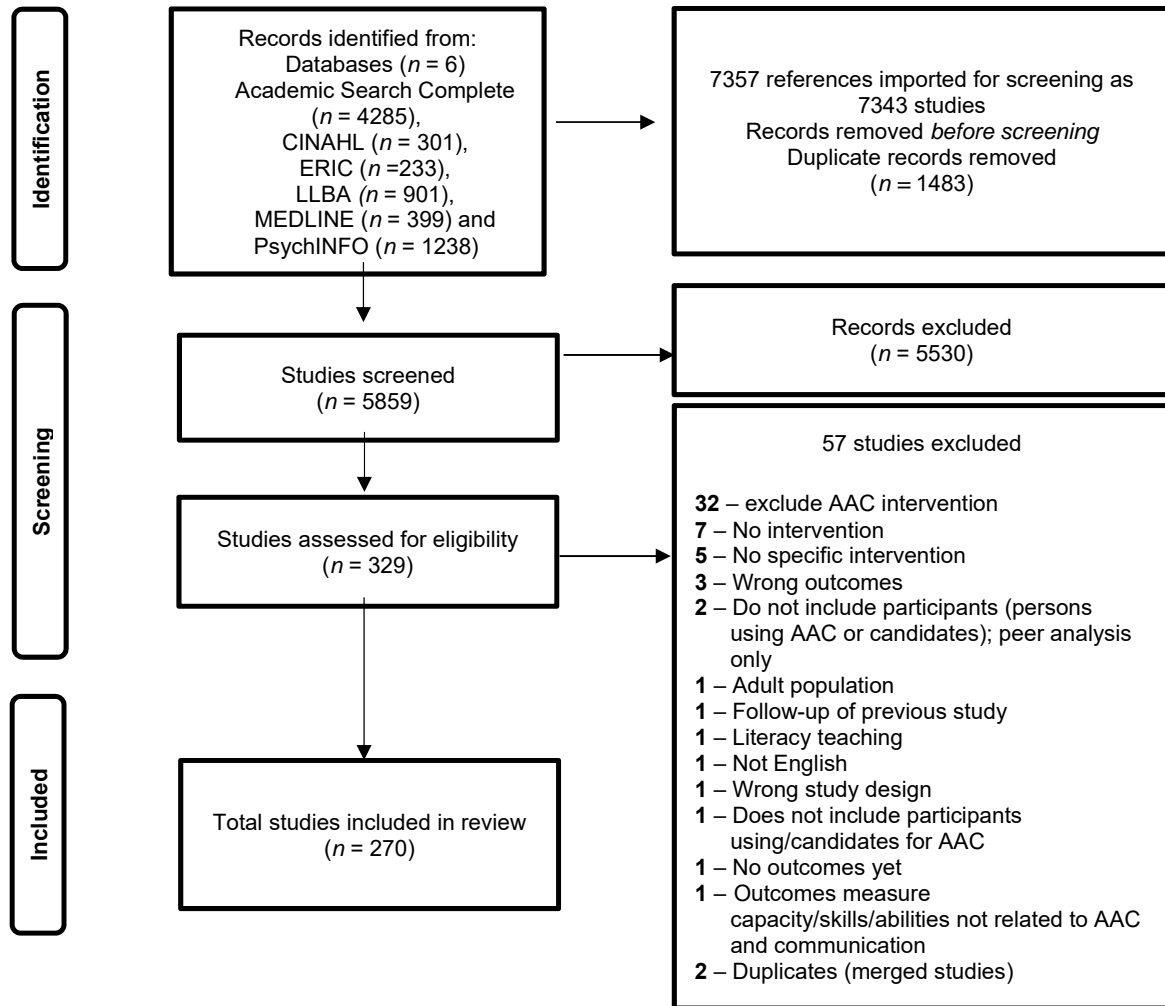 Identification
Records identified from:
Databases (n = 6)
Academic Search Complete
(n = 4285),
CINAHL (n = 301),
ERIC (n =233),
LLBA (n = 901),
MEDLINE (n = 399) and
PsychINFO (n = 1238)
7357 references imported for screening as
7343 studies
Records removed before screening
Duplicate records removed
(n = 1483)
Screening
Studies screened
(n = 5859)
Records excluded
(n = 5530)
Studies assessed for eligibility
(n = 329)
57 studies excluded
32 – exclude AAC intervention
7 – No intervention
5 – No specific intervention
3 – Wrong outcomes
2 – Do not include participants (persons
using AAC or candidates); peer analysis
only
1 – Adult population
1 – Follow-up of previous study
1 – Literacy teaching
1 – Not English
1 – Wrong study design
1 – Does not include participants
using/candidates for AAC
1 – No outcomes yet
1 – Outcomes measure
capacity/skills/abilities not related to AAC
and communication
2 – Duplicates (merged studies)
Included
Total studies included in review
(n = 270)